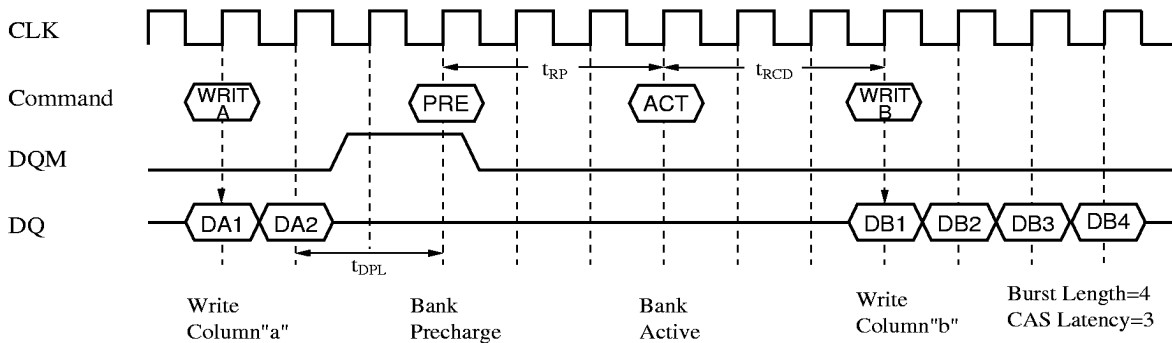 CLK
t_RP
t_RCD
Command
WRIT
A
PRE
ACT
WRIT
B
DQM
DQ
DA1
DA2
DB1
DB2
DB3
DB4
t_DPL
Write
Column"a"
Bank
Precharge
Bank
Active
Write
Column"b"
Burst Length=4
CAS Latency=3